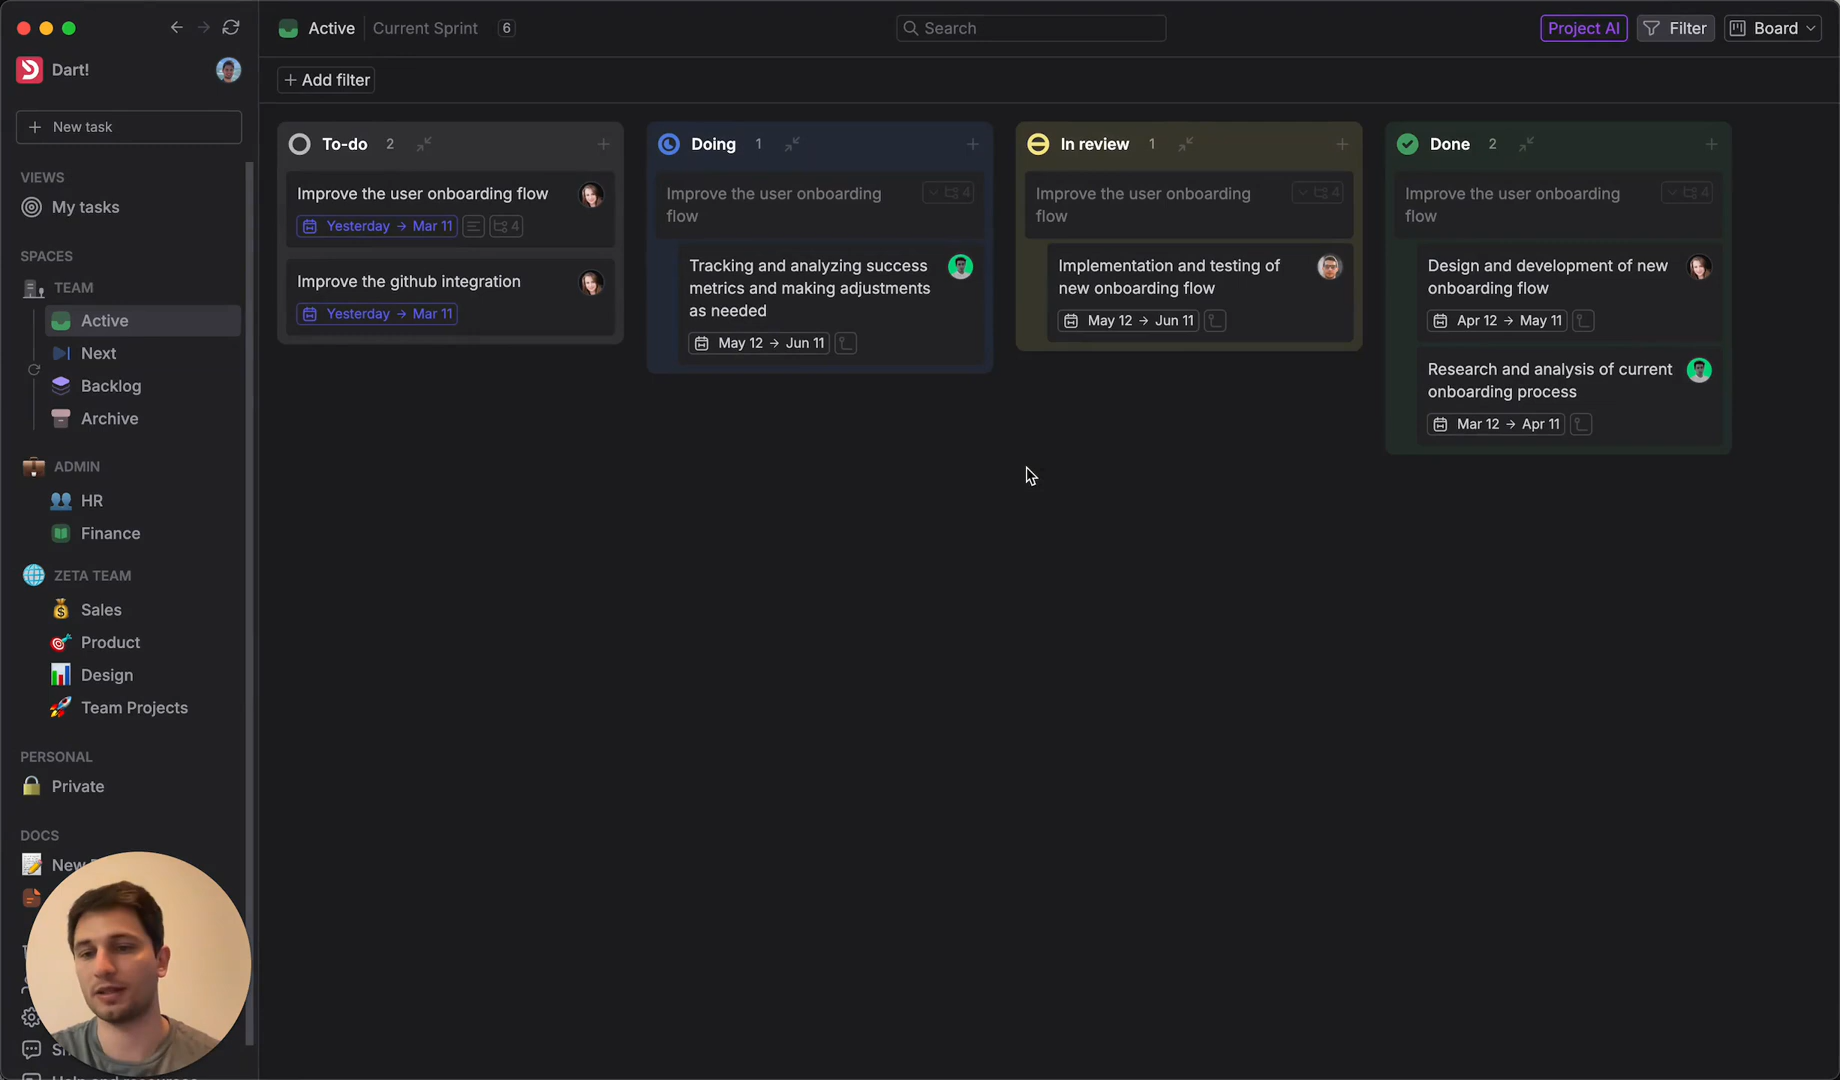 Active
Current Sprint
6
Search
Project AI
Filter
Board
Dart!
Add filter
New task
VIEWS
My tasks
SPACES
TEAM
Active
Next
Backlog
Archive
ADMIN
HR
Finance
ZETA TEAM
Sales
Product
Design
Team Projects
PERSONAL
Private
DOCS
New
To-do 2
Improve the user onboarding flow
Yesterday → Mar 11
4
Improve the github integration
Yesterday → Mar 11
Doing 1
Improve the user onboarding
flow
4
Tracking and analyzing success
metrics and making adjustments
as needed
May 12 → Jun 11
In review 1
Improve the user onboarding
flow
4
Implementation and testing of
new onboarding flow
May 12 → Jun 11
Done 2
Improve the user onboarding
flow
4
Design and development of new
onboarding flow
Apr 12 → May 11
Research and analysis of current
onboarding process
Mar 12 → Apr 11